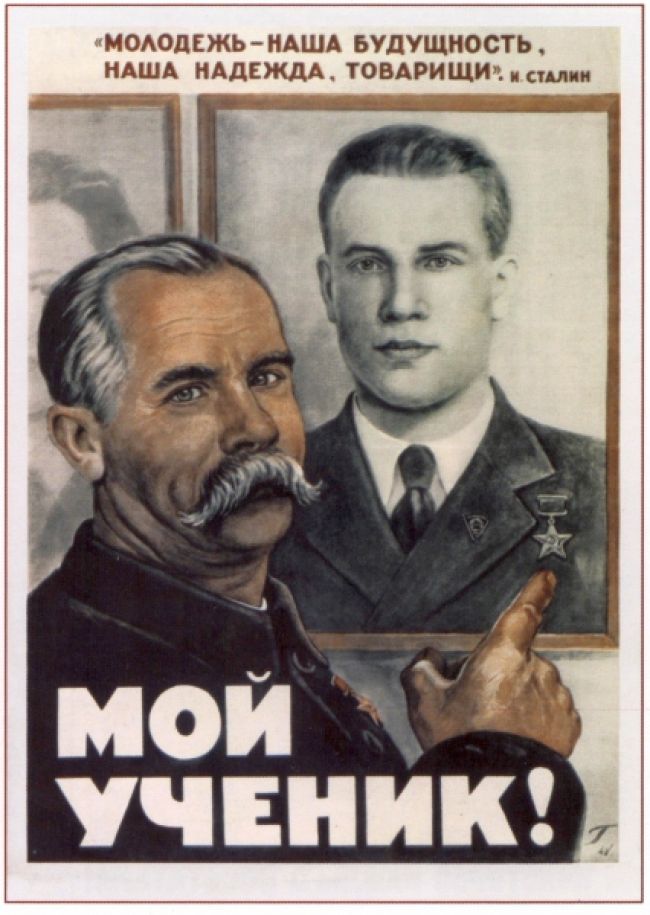 «МОЛОДЕЖЬ – НАША БУДУЩНОСТЬ,
НАША НАДЕЖДА, ТОВАРИЩИ». И. СТАЛИН
МОЙ
УЧЕНИК!